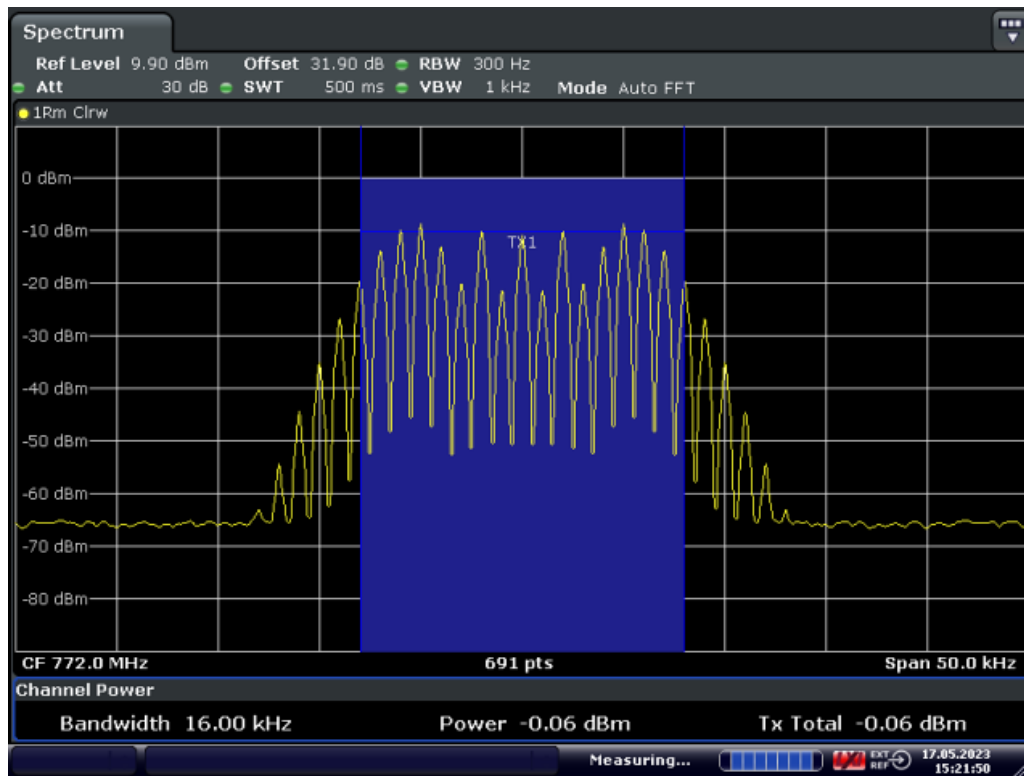 Spectrum
Ref Level 9.90 dBm Offset 31.90 dB RBW 300 Hz
Att 30 dB SWT 500 ms VBW 1 kHz Mode Auto FFT
1Rm Clrw
0 dBm
-10 dBm
TX1
-20 dBm
-30 dBm
-40 dBm
-50 dBm
-60 dBm
-70 dBm
-80 dBm
CF 772.0 MHz 691 pts Span 50.0 kHz
Channel Power
Bandwidth 16.00 kHz Power -0.06 dBm Tx Total -0.06 dBm
Measuring... EXT REF 17.05.2023
15:21:50